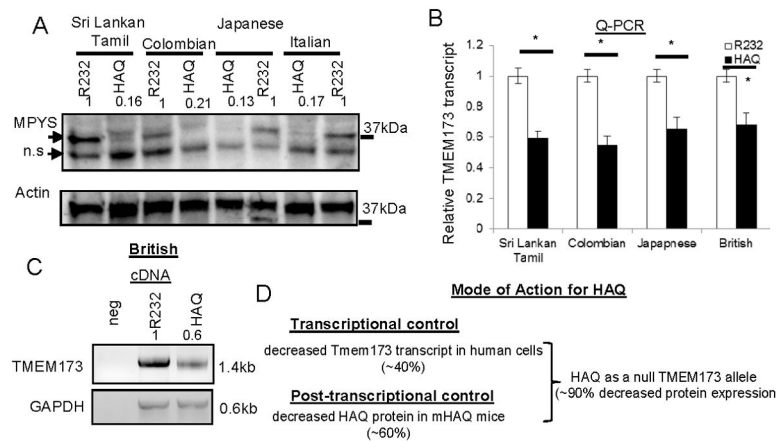 A
Sri Lankan Tamil
Colombian
Japanese
Italian
R232
HAQ
R232
HAQ
HAQ
R232
HAQ
R232
1
0.16
1
0.21
0.13
1
0.17
1
MPYS
n.s
37kDa
Actin
37kDa
B
Q-PCR
R232
HAQ
*
*
*
*
Relative TMEM173 transcript
1.4
1.2
1
0.8
0.6
0.4
0.2
0
Sri Lankan Tamil
Colombian
Japapnese
British
C
British
cDNA
neg
R232
HAQ
1
0.6
TMEM173
1.4kb
GAPDH
0.6kb
D
Mode of Action for HAQ
Transcriptional control
decreased Tmem173 transcript in human cells
(~40%)
Post-transcriptional control
decreased HAQ protein in mHAQ mice
(~60%)
HAQ as a null TMEM173 allele
(~90% decreased protein expression